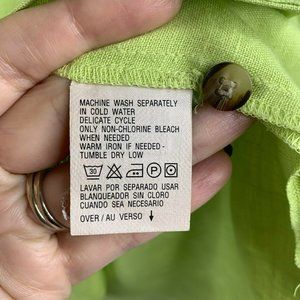 MACHINE WASH SEPARATELY
IN COLD WATER
DELICATE CYCLE
ONLY NON-CHLORINE BLEACH
WHEN NEEDED
WARM IRON IF NEEDED -
TUMBLE DRY LOW
30
LAVAR POR SEPARADO USAR
BLANQUEADOR SIN CLORO
CUANDO SEA NECESARIO
OVER / AU VERSO ↓